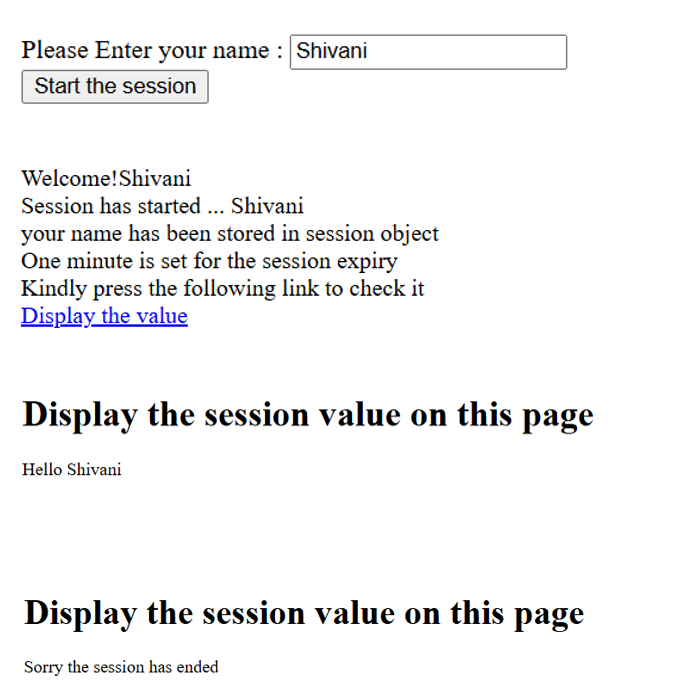 Please Enter your name : Shivani
Start the session
Welcome!Shivani
Session has started ... Shivani
your name has been stored in session object
One minute is set for the session expiry
Kindly press the following link to check it
Display the value
Display the session value on this page
Hello Shivani
Display the session value on this page
Sorry the session has ended